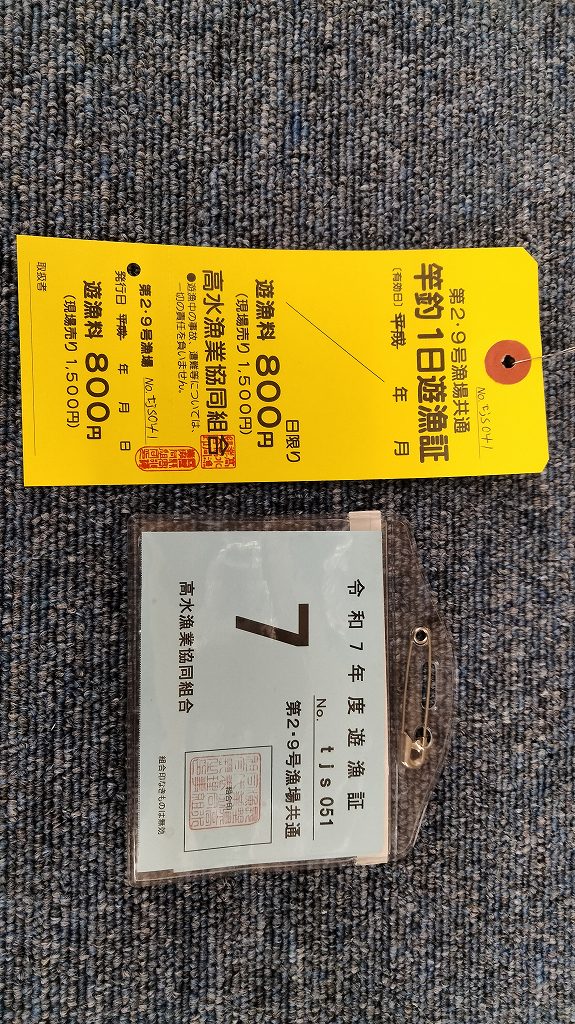 No.tjs041
第2・9号漁場共通
竿釣1日遊漁証
〔有効日〕平成 年 月
日限り
遊漁料 800円
(現場売り1,500円)
高水漁業協同組合
●遊漁中の事故、遭難等については、
一切の責任を負いません。
第2・9号漁場 No.tjs041
発行日 平成 年 月 日
遊漁料 800円
(現場売り1,500円)
取扱者
令和7年度遊漁証
No. tjs051
第2・9号漁場共通
7
組合印
高水漁業協同組合
組合印なきものは無効